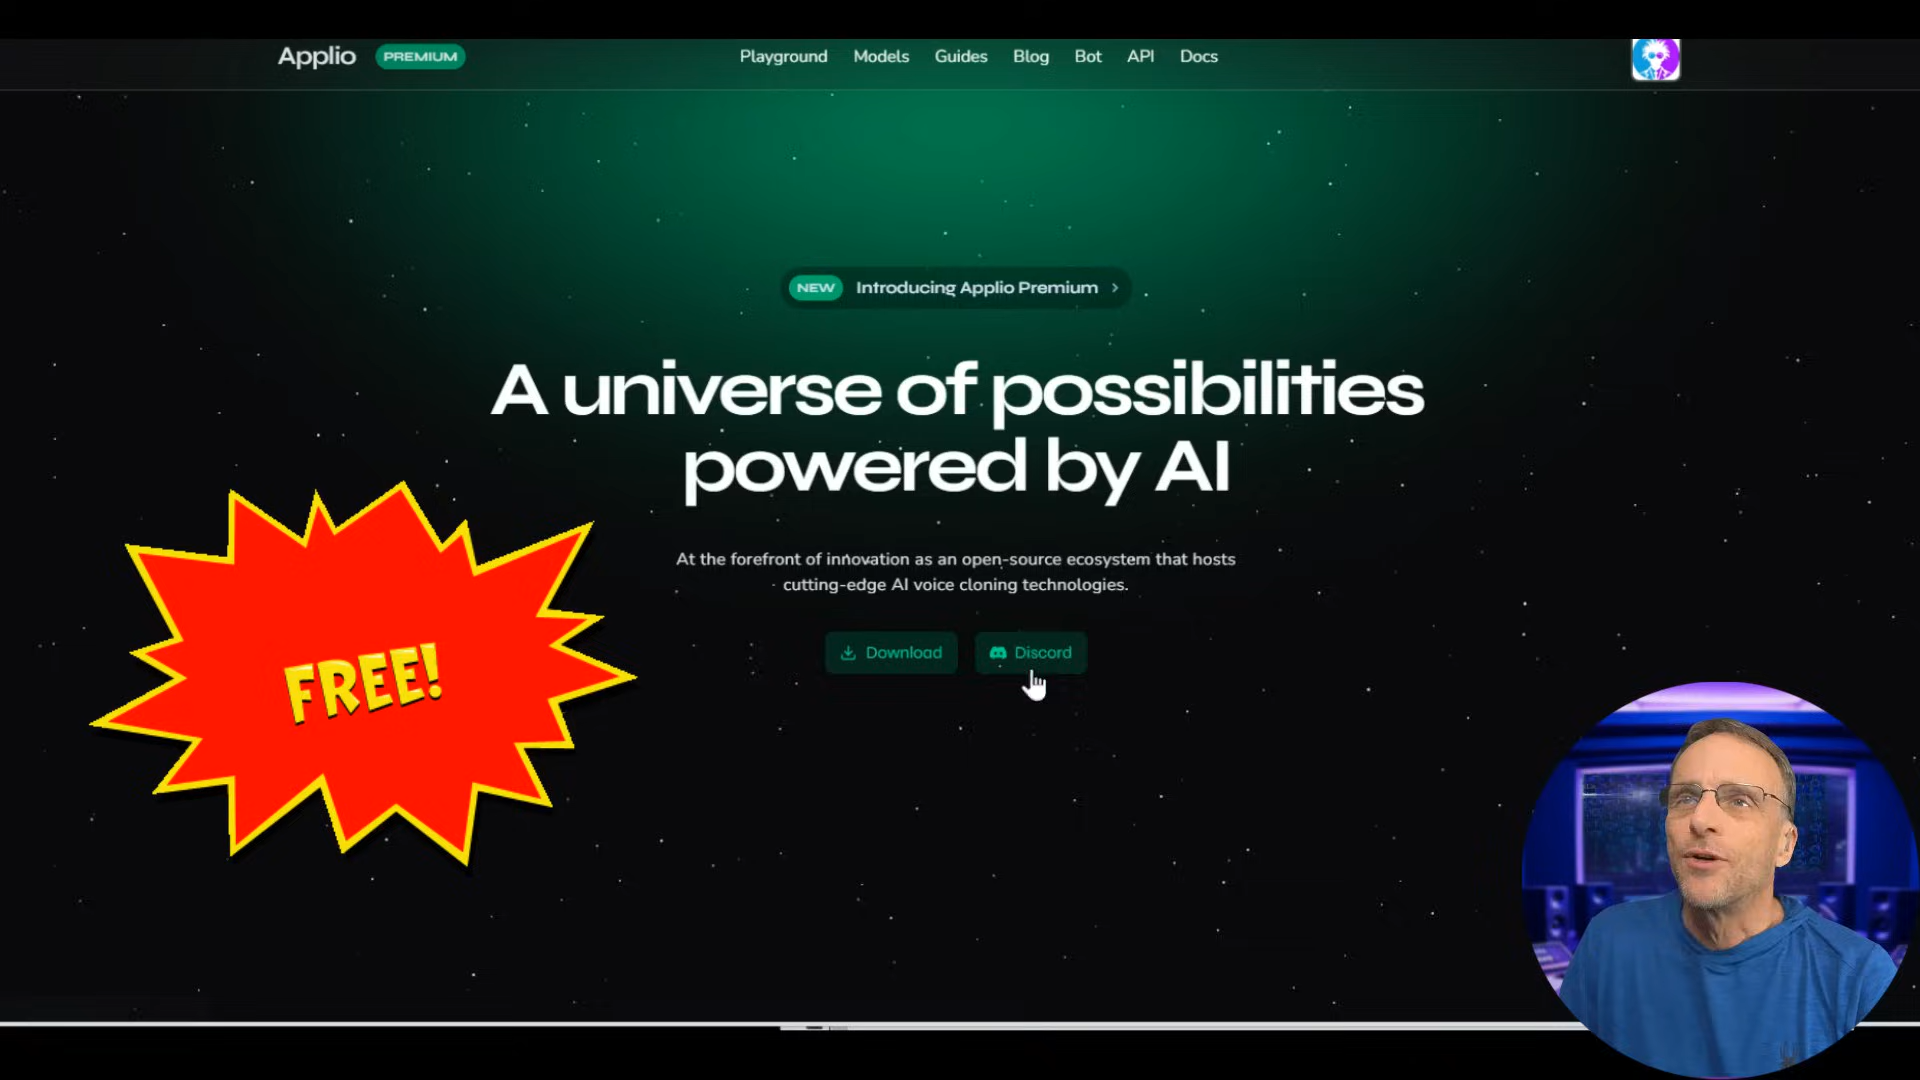 Applio PREMIUM Playground Models Guides Blog Bot API Docs
NEW Introducing Applio Premium
A universe of possibilities
powered by AI
At the forefront of innovation as an open-source ecosystem that hosts
cutting-edge AI voice cloning technologies.
Download Discord
FREE!